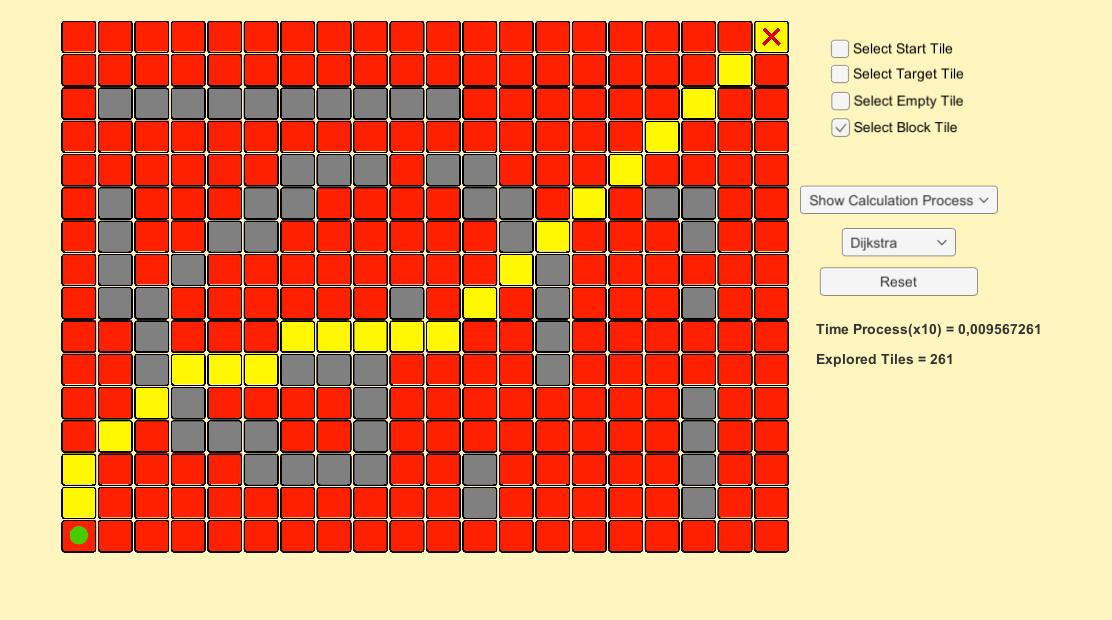 Select Start Tile
Select Target Tile
Select Empty Tile
Select Block Tile
Show Calculation Process
Dijkstra
Reset
Time Process(x10) = 0,009567261
Explored Tiles = 261